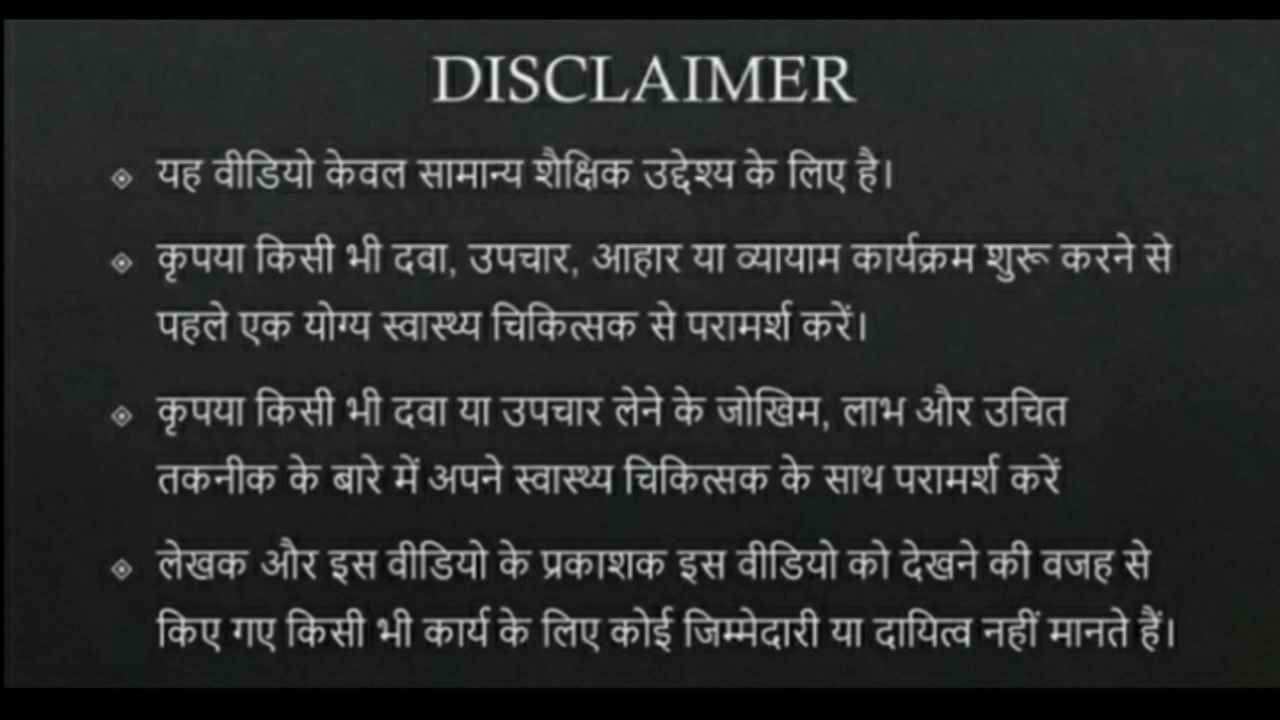 DISCLAIMER
यह वीडियो केवल सामान्य शैक्षिक उद्देश्य के लिए है।
कृपया किसी भी दवा, उपचार, आहार या व्यायाम कार्यक्रम शुरू करने से
पहले एक योग्य स्वास्थ्य चिकित्सक से परामर्श करें।
कृपया किसी भी दवा या उपचार लेने के जोखिम, लाभ और उचित
तकनीक के बारे में अपने स्वास्थ्य चिकित्सक के साथ परामर्श करें
लेखक और इस वीडियो के प्रकाशक इस वीडियो को देखने की वजह से
किए गए किसी भी कार्य के लिए कोई जिम्मेदारी या दायित्व नहीं मानते हैं।